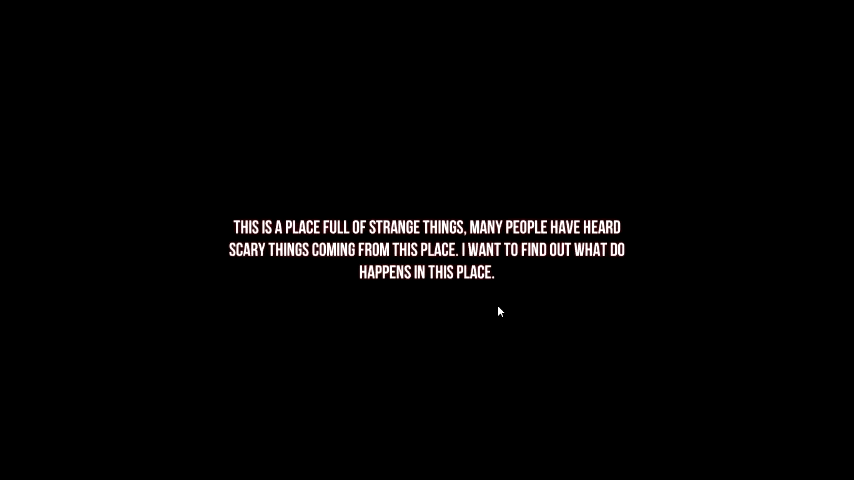 THIS IS A PLACE FULL OF STRANGE THINGS, MANY PEOPLE HAVE HEARD
SCARY THINGS COMING FROM THIS PLACE. I WANT TO FIND OUT WHAT DO
HAPPENS IN THIS PLACE.